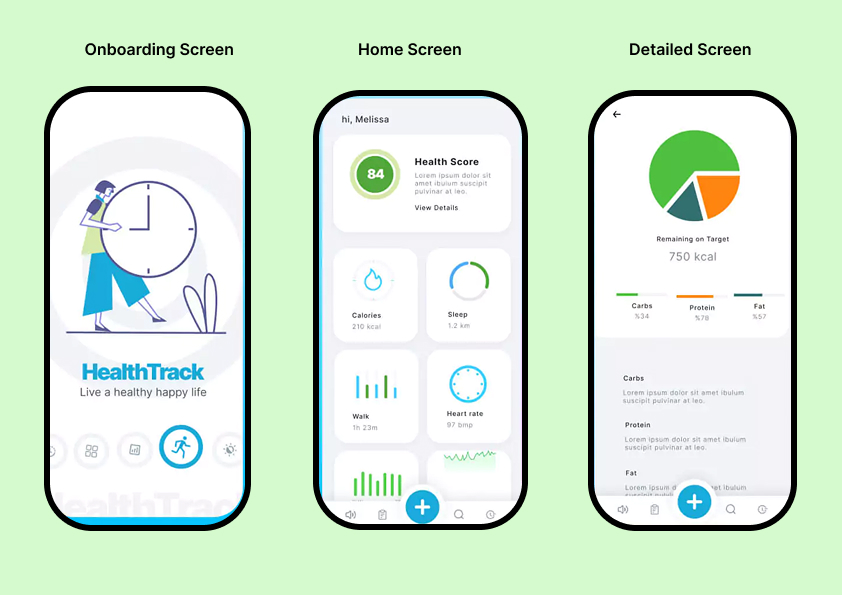 Onboarding Screen
Home Screen
Detailed Screen
HealthTrack
Live a healthy happy life
HealthTrack
hi, Melissa
84
Health Score
Lorem ipsum dolor sit
amet ibulum suscipit
pulvinar at leo.
View Details
Calories
210 kcal
Sleep
1.2 km
Walk
1h 23m
Heart rate
97 bmp
Remaining on Target
750 kcal
Carbs
%34
Protein
%78
Fat
%57
Carbs
Lorem ipsum dolor sit amet ibulum
suscipit pulvinar at leo.
Protein
Lorem ipsum dolor sit amet ibulum
suscipit pulvinar at leo.
Fat
Lorem ipsum dolor sit amet ibulum